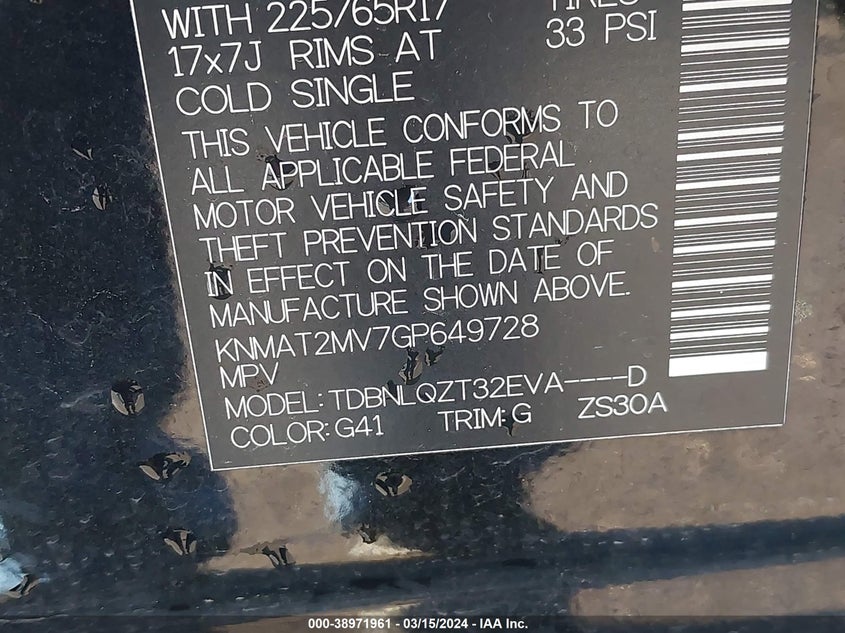 WITH 225/65R17 TIRES
17x7J RIMS AT 33 PSI
COLD SINGLE
THIS VEHICLE CONFORMS TO
ALL APPLICABLE FEDERAL
MOTOR VEHICLE SAFETY AND
THEFT PREVENTION STANDARDS
IN EFFECT ON THE DATE OF
MANUFACTURE SHOWN ABOVE.
KNMAT2MV7GP649728
MPV
MODEL: TDBNLQZT32EVA----D
COLOR: G41 TRIM: G ZS30A
000-38971961 - 03/15/2024 - IAA Inc.